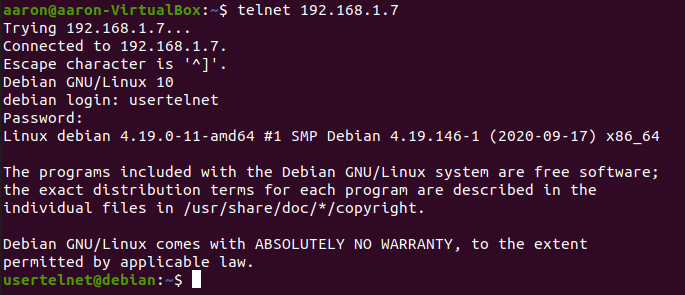 aaron@aaron-VirtualBox:~$ telnet 192.168.1.7
Trying 192.168.1.7...
Connected to 192.168.1.7.
Escape character is '^]'.
Debian GNU/Linux 10
debian login: usertelnet
Password:
Linux debian 4.19.0-11-amd64 #1 SMP Debian 4.19.146-1 (2020-09-17) x86_64

The programs included with the Debian GNU/Linux system are free software;
the exact distribution terms for each program are described in the
individual files in /usr/share/doc/*/copyright.

Debian GNU/Linux comes with ABSOLUTELY NO WARRANTY, to the extent
permitted by applicable law.
usertelnet@debian:~$